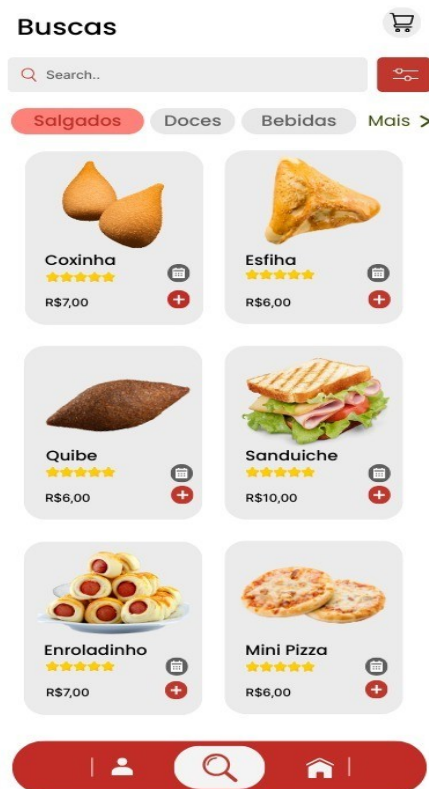 Buscas
Search..
Salgados Doces Bebidas Mais >
Coxinha Esfiha
R$7,00 R$6,00
Quibe Sanduiche
R$6,00 R$10,00
Enroladinho Mini Pizza
R$7,00 R$6,00